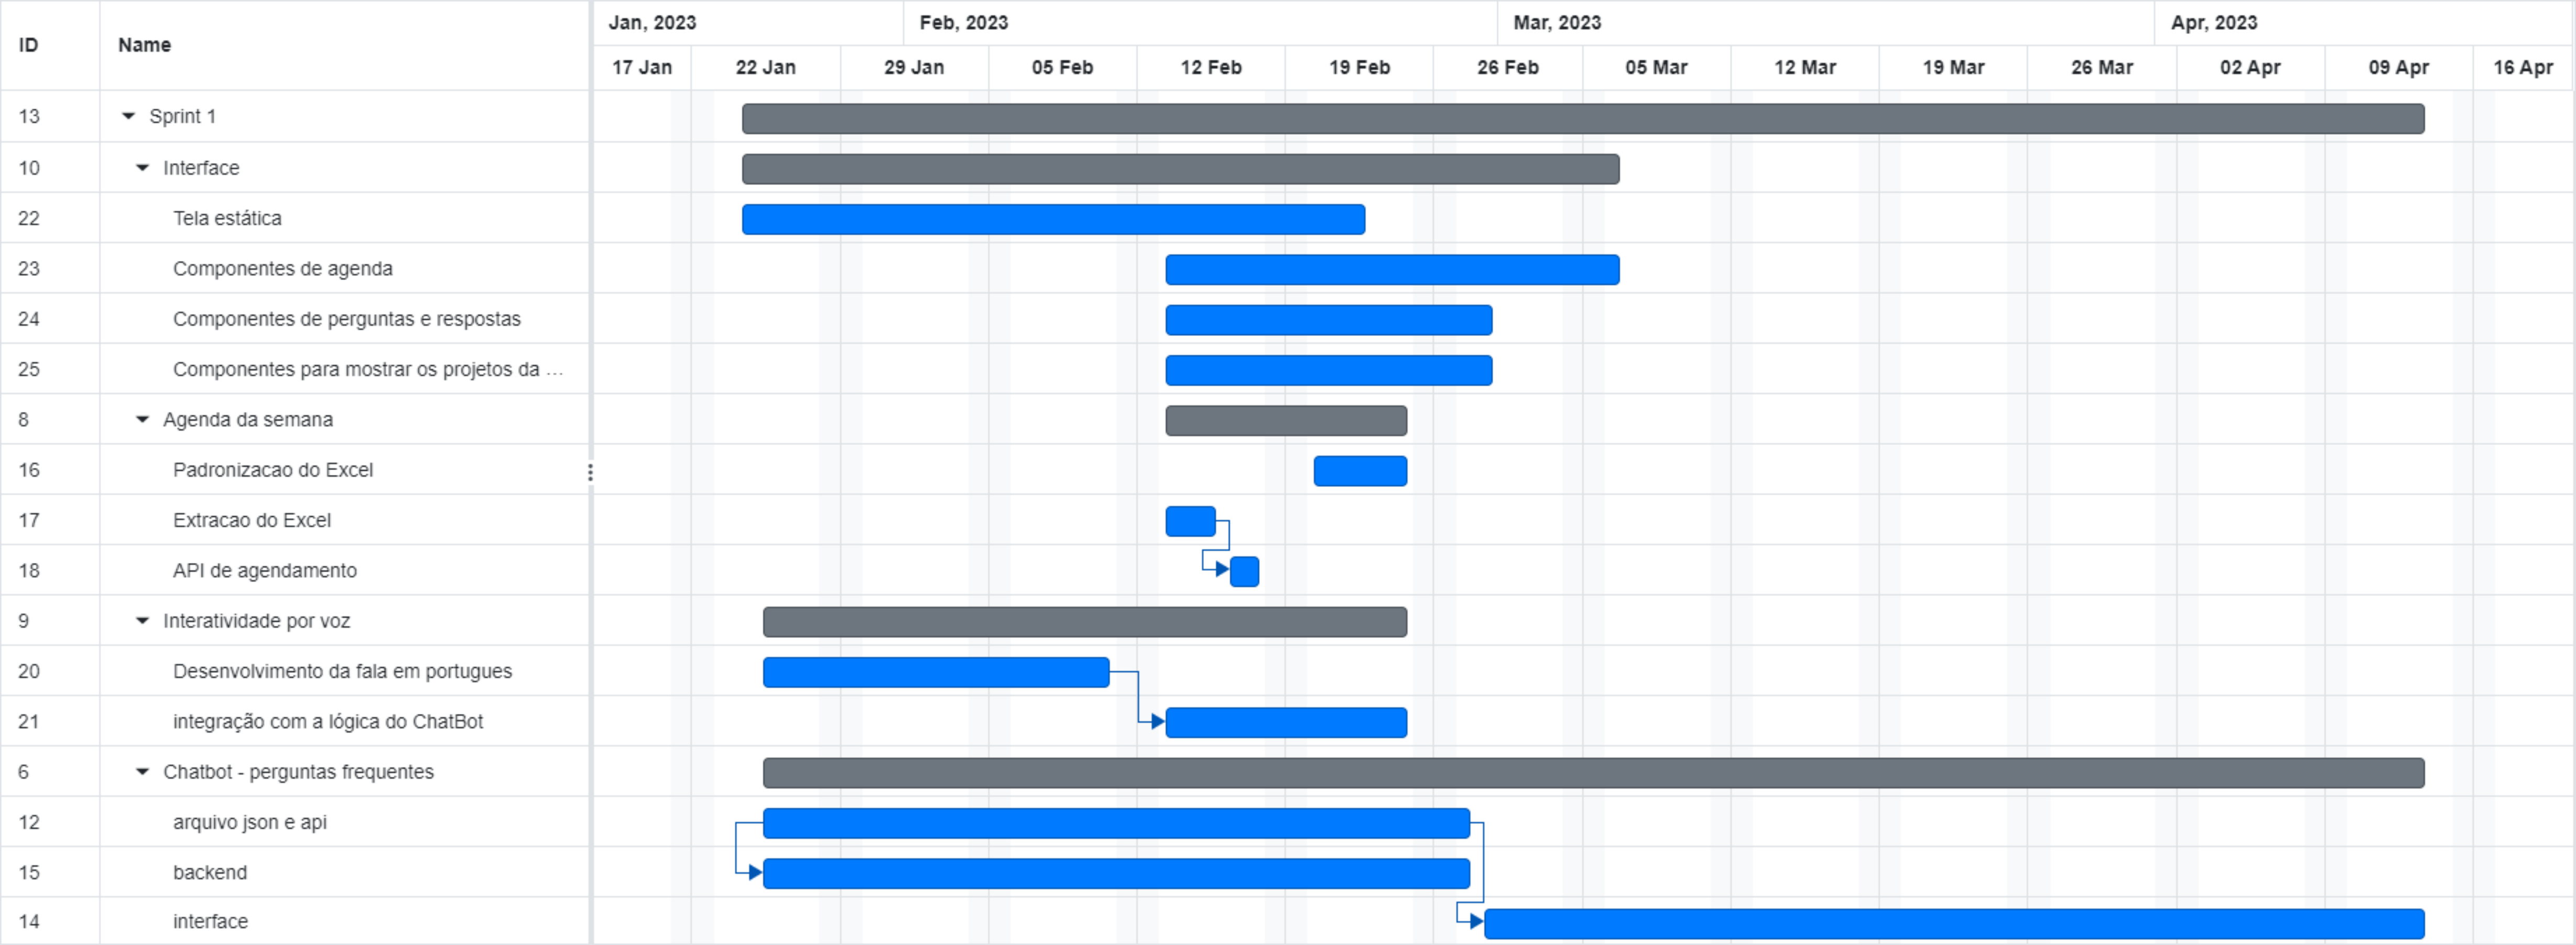 ID Name Jan, 2023 Feb, 2023 Mar, 2023 Apr, 2023
17 Jan 22 Jan 29 Jan 05 Feb 12 Feb 19 Feb 26 Feb 05 Mar 12 Mar 19 Mar 26 Mar 02 Apr 09 Apr 16 Apr
13 Sprint 1
10 Interface
22 Tela estática
23 Componentes de agenda
24 Componentes de perguntas e respostas
25 Componentes para mostrar os projetos da ...
8 Agenda da semana
16 Padronizacao do Excel
17 Extracao do Excel
18 API de agendamento
9 Interatividade por voz
20 Desenvolvimento da fala em portugues
21 integração com a lógica do ChatBot
6 Chatbot - perguntas frequentes
12 arquivo json e api
15 backend
14 interface